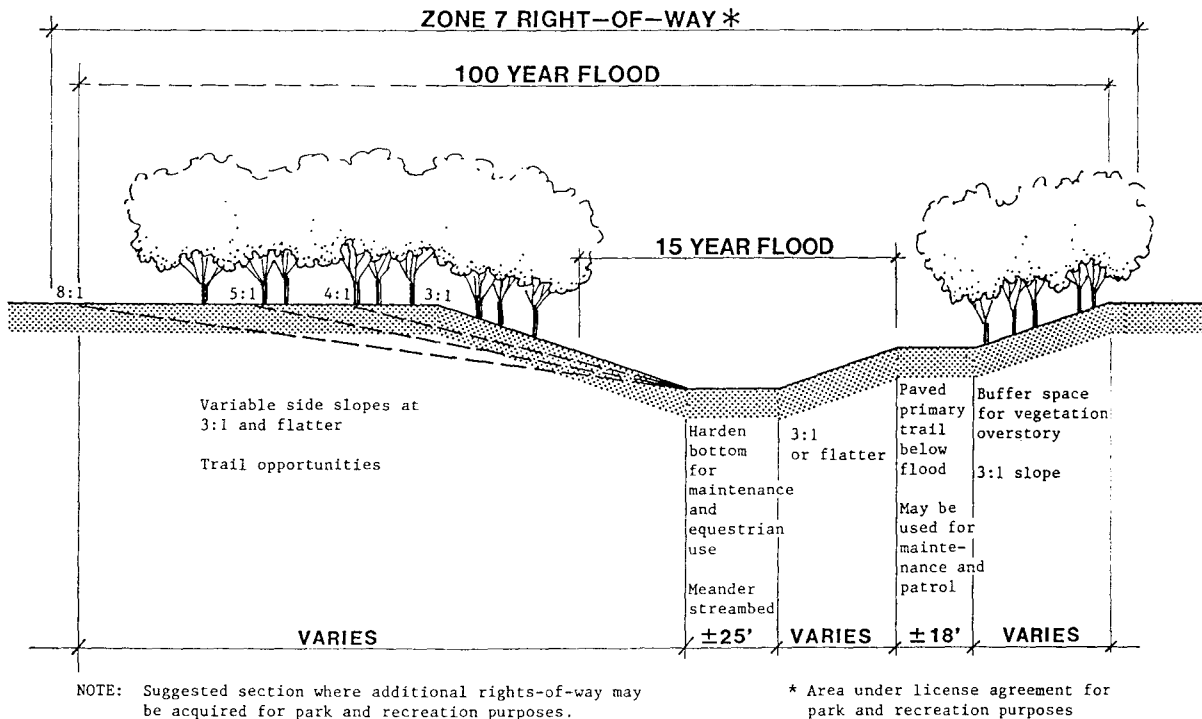 ZONE 7 RIGHT-OF-WAY *
100 YEAR FLOOD
15 YEAR FLOOD
8:1
5:1
4:1
3:1
Variable side slopes at
3:1 and flatter
Trail opportunities
Harden
bottom
for
maintenance
and
equestrian
use
Meander
streambed
3:1
or flatter
Paved
primary
trail
below
flood
May be
used for
mainte-
nance and
patrol
Buffer space
for vegetation
overstory
3:1 slope
VARIES
±25'
VARIES
±18'
VARIES
NOTE: Suggested section where additional rights-of-way may
be acquired for park and recreation purposes.
* Area under license agreement for
park and recreation purposes